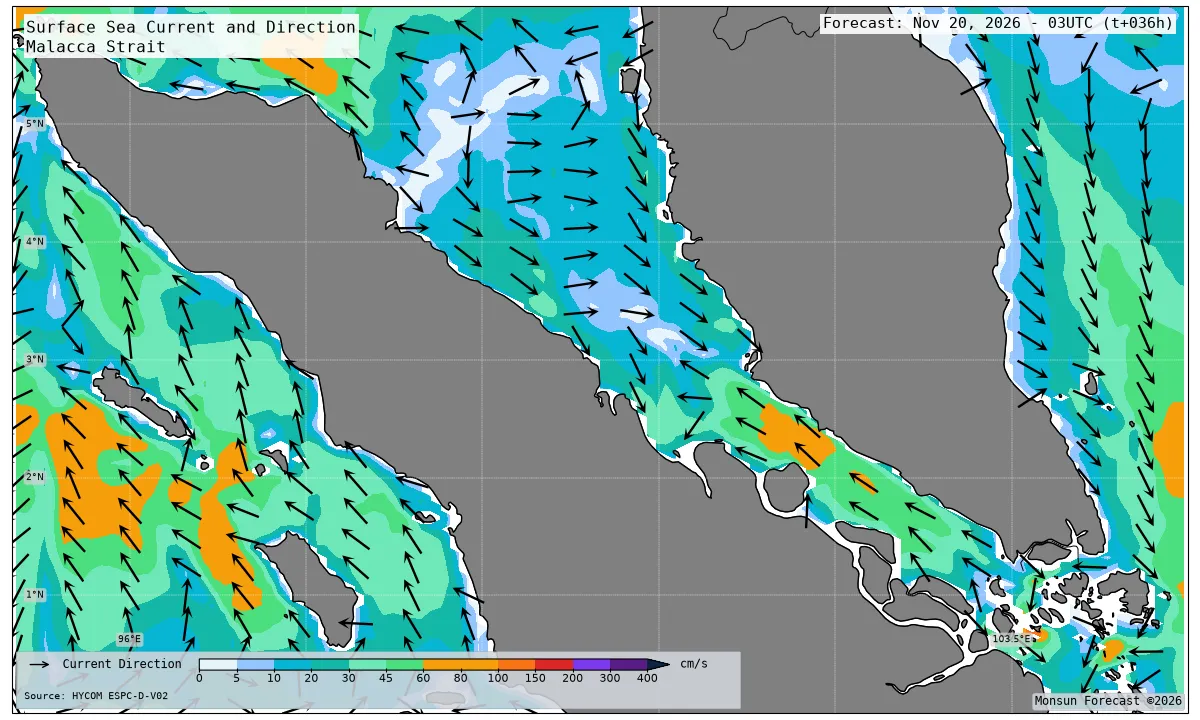 Surface Sea Current and Direction
Malacca Strait
Forecast: Nov 20, 2026 - 03UTC (t+036h)
5°N
4°N
3°N
2°N
1°N
96°E
103.5°E
Current Direction
0 5 10 20 30 45 60 80 100 150 200 300 400
cm/s
Source: HYCOM ESPC-D-V02
Monsun Forecast ©2026